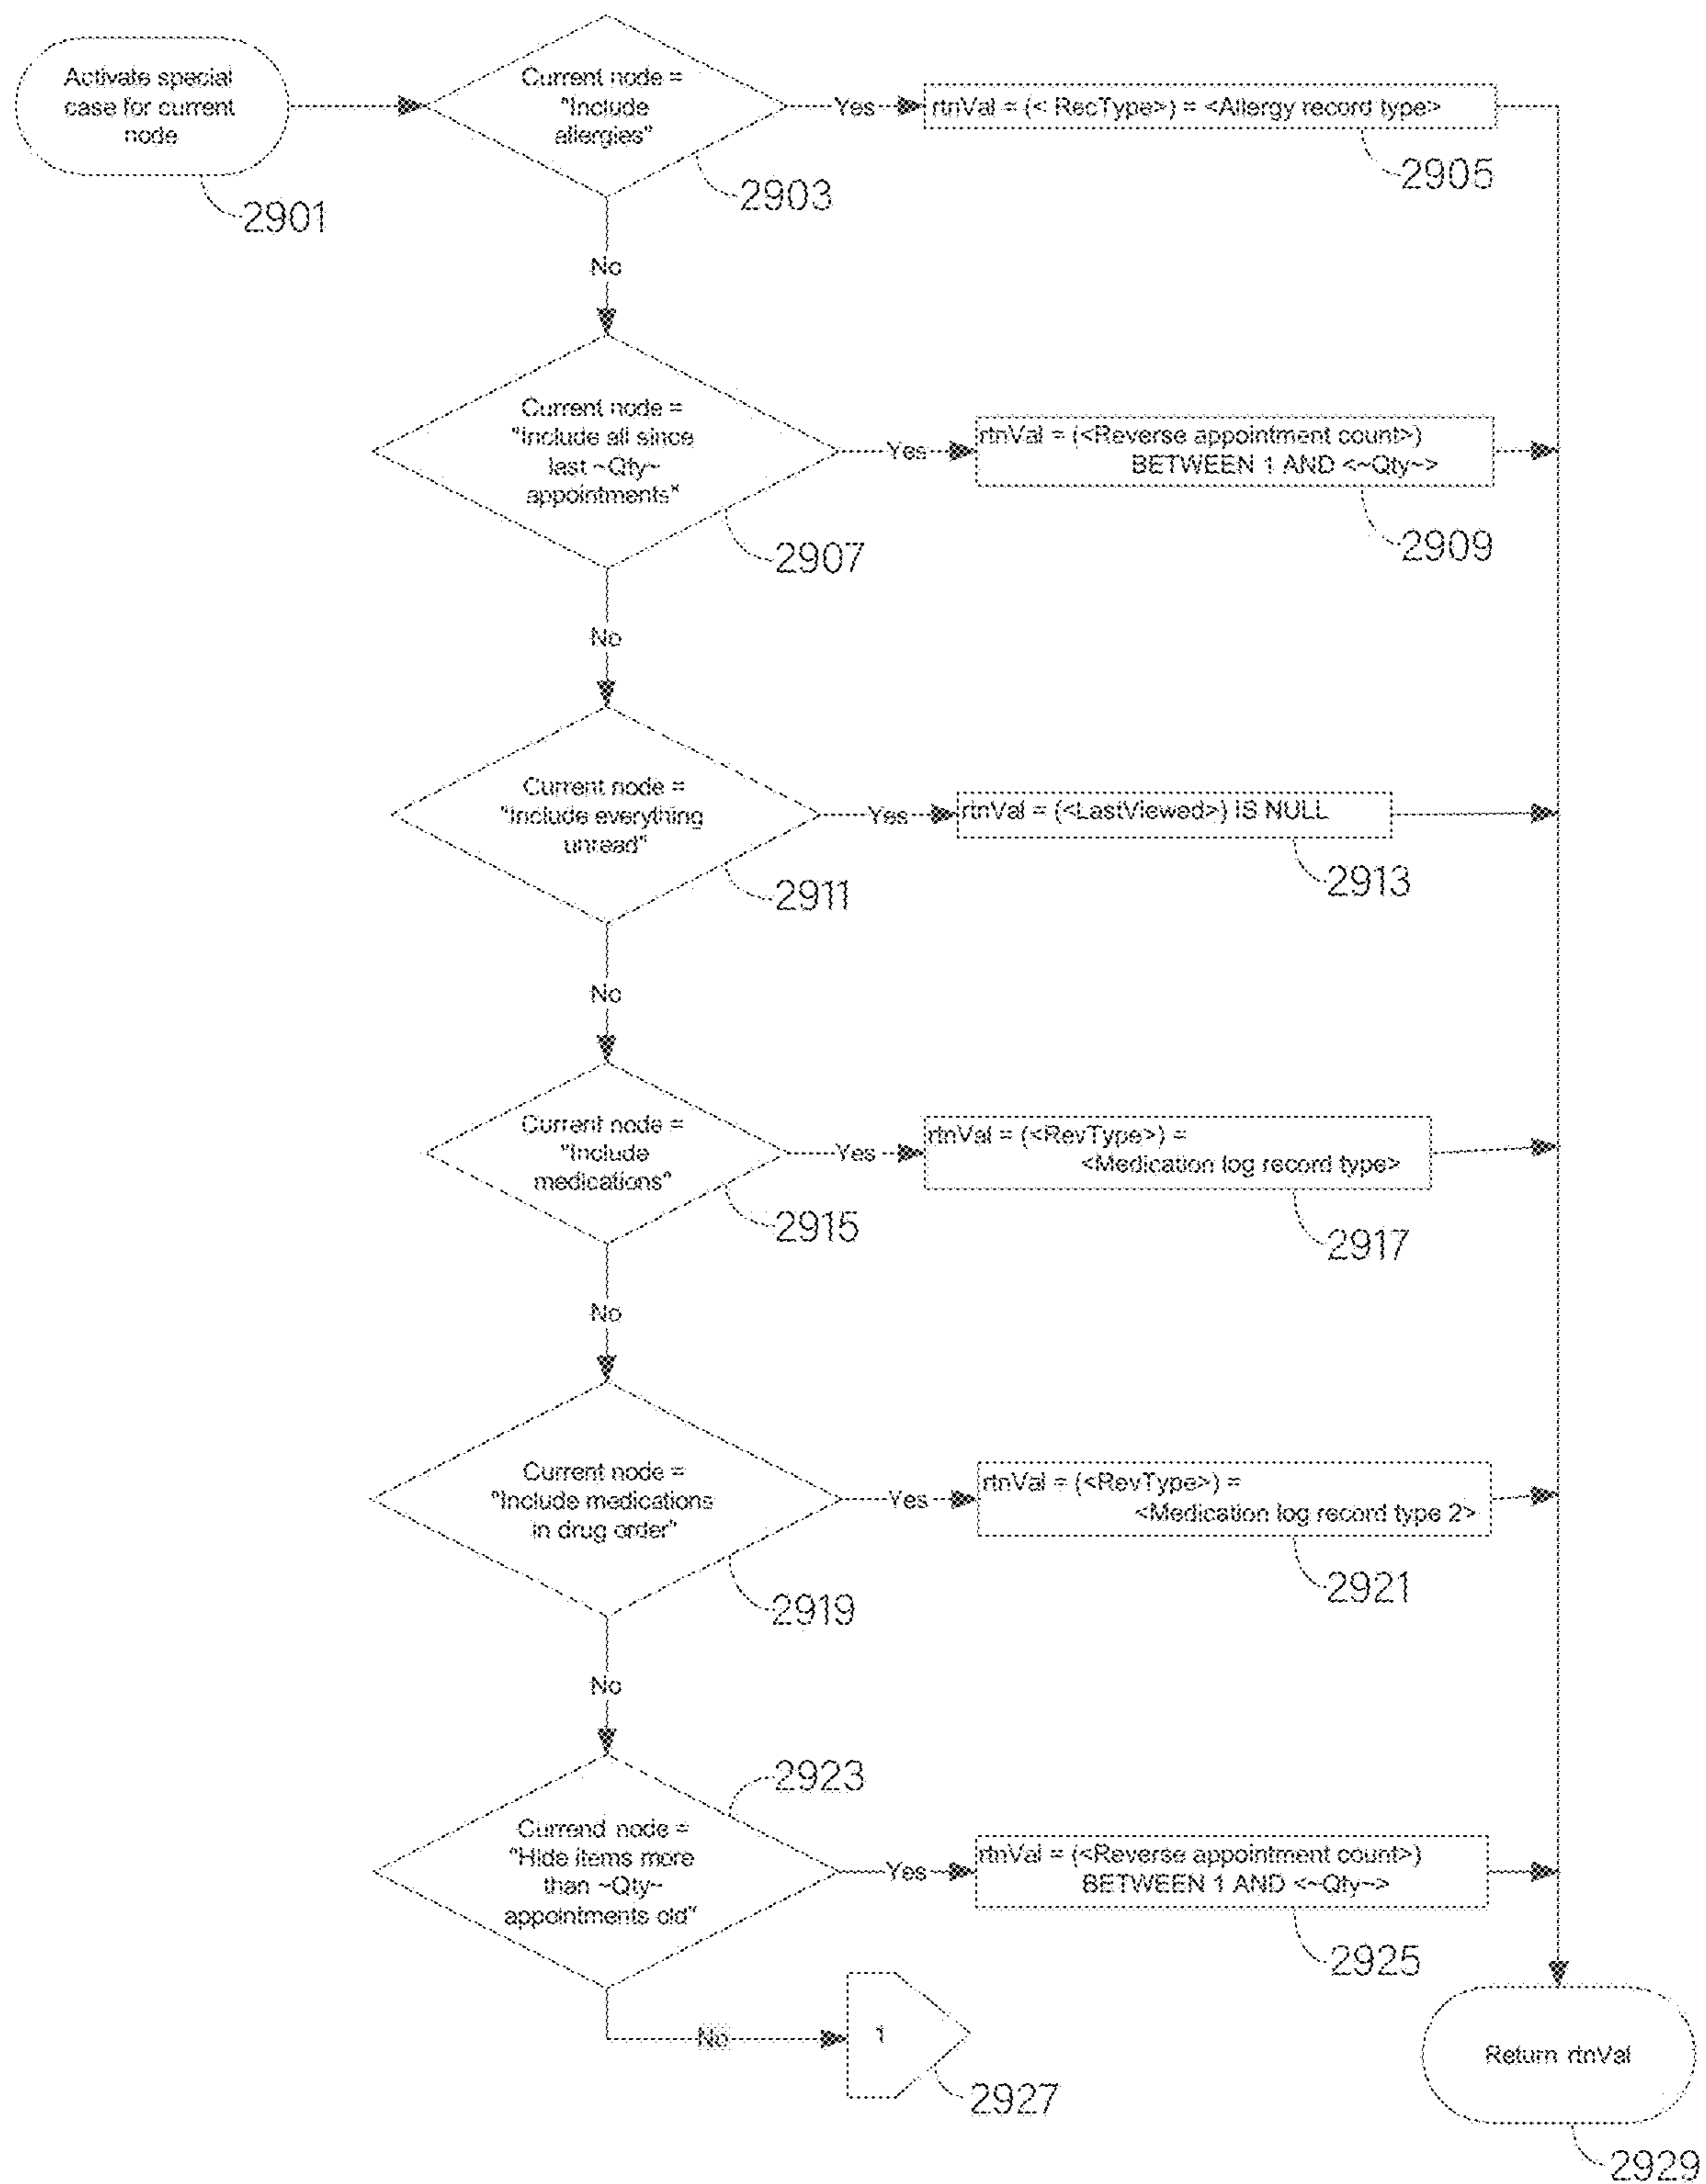 Activate special
case for current
node
2901
Current node =
"Include
allergies"
2903
Yes
rtnVal = (< RecType>) = <Allergy record type>
2905
No
Current node =
"Include all since
last ~Qty~
appointments"
2907
Yes
rtnVal = (<Reverse appointment count>)
BETWEEN 1 AND <~Qty~>
2909
No
Current node =
"Include everything
unread"
2911
Yes
rtnVal = (<LastViewed>) IS NULL
2913
No
Current node =
"Include
medications"
2915
Yes
rtnVal = (<RevType>) =
<Medication log record type>
2917
No
Current node =
"Include medications
in drug order"
2919
Yes
rtnVal = (<RevType>) =
<Medication log record type 2>
2921
No
2923
Currend node =
"Hide items more
than ~Qty~
appointments old"
Yes
rtnVal = (<Reverse appointment count>)
BETWEEN 1 AND <~Qty~>
2925
No
1
2927
Return rtnVal
2929